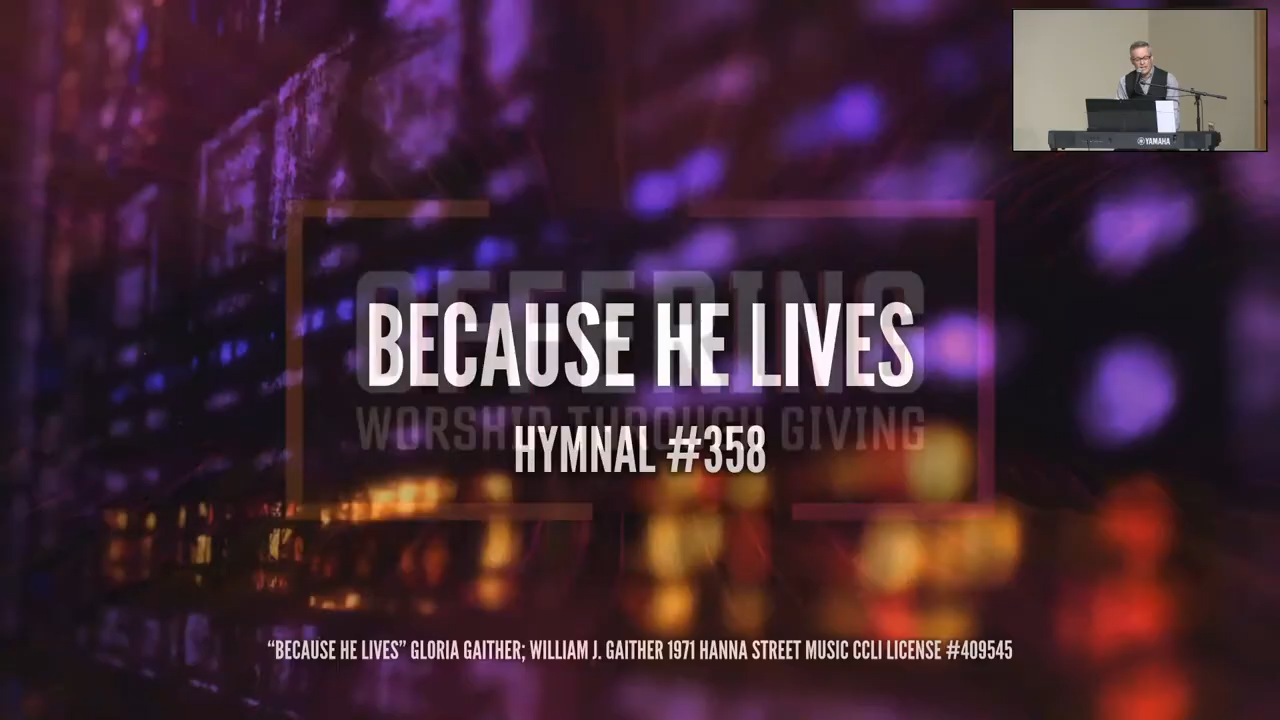 YAMAHA
OFFERING
BECAUSE HE LIVES
WORSHIP THROUGH GIVING
HYMNAL #358
“BECAUSE HE LIVES” GLORIA GAITHER; WILLIAM J. GAITHER 1971 HANNA STREET MUSIC CCLI LICENSE #409545